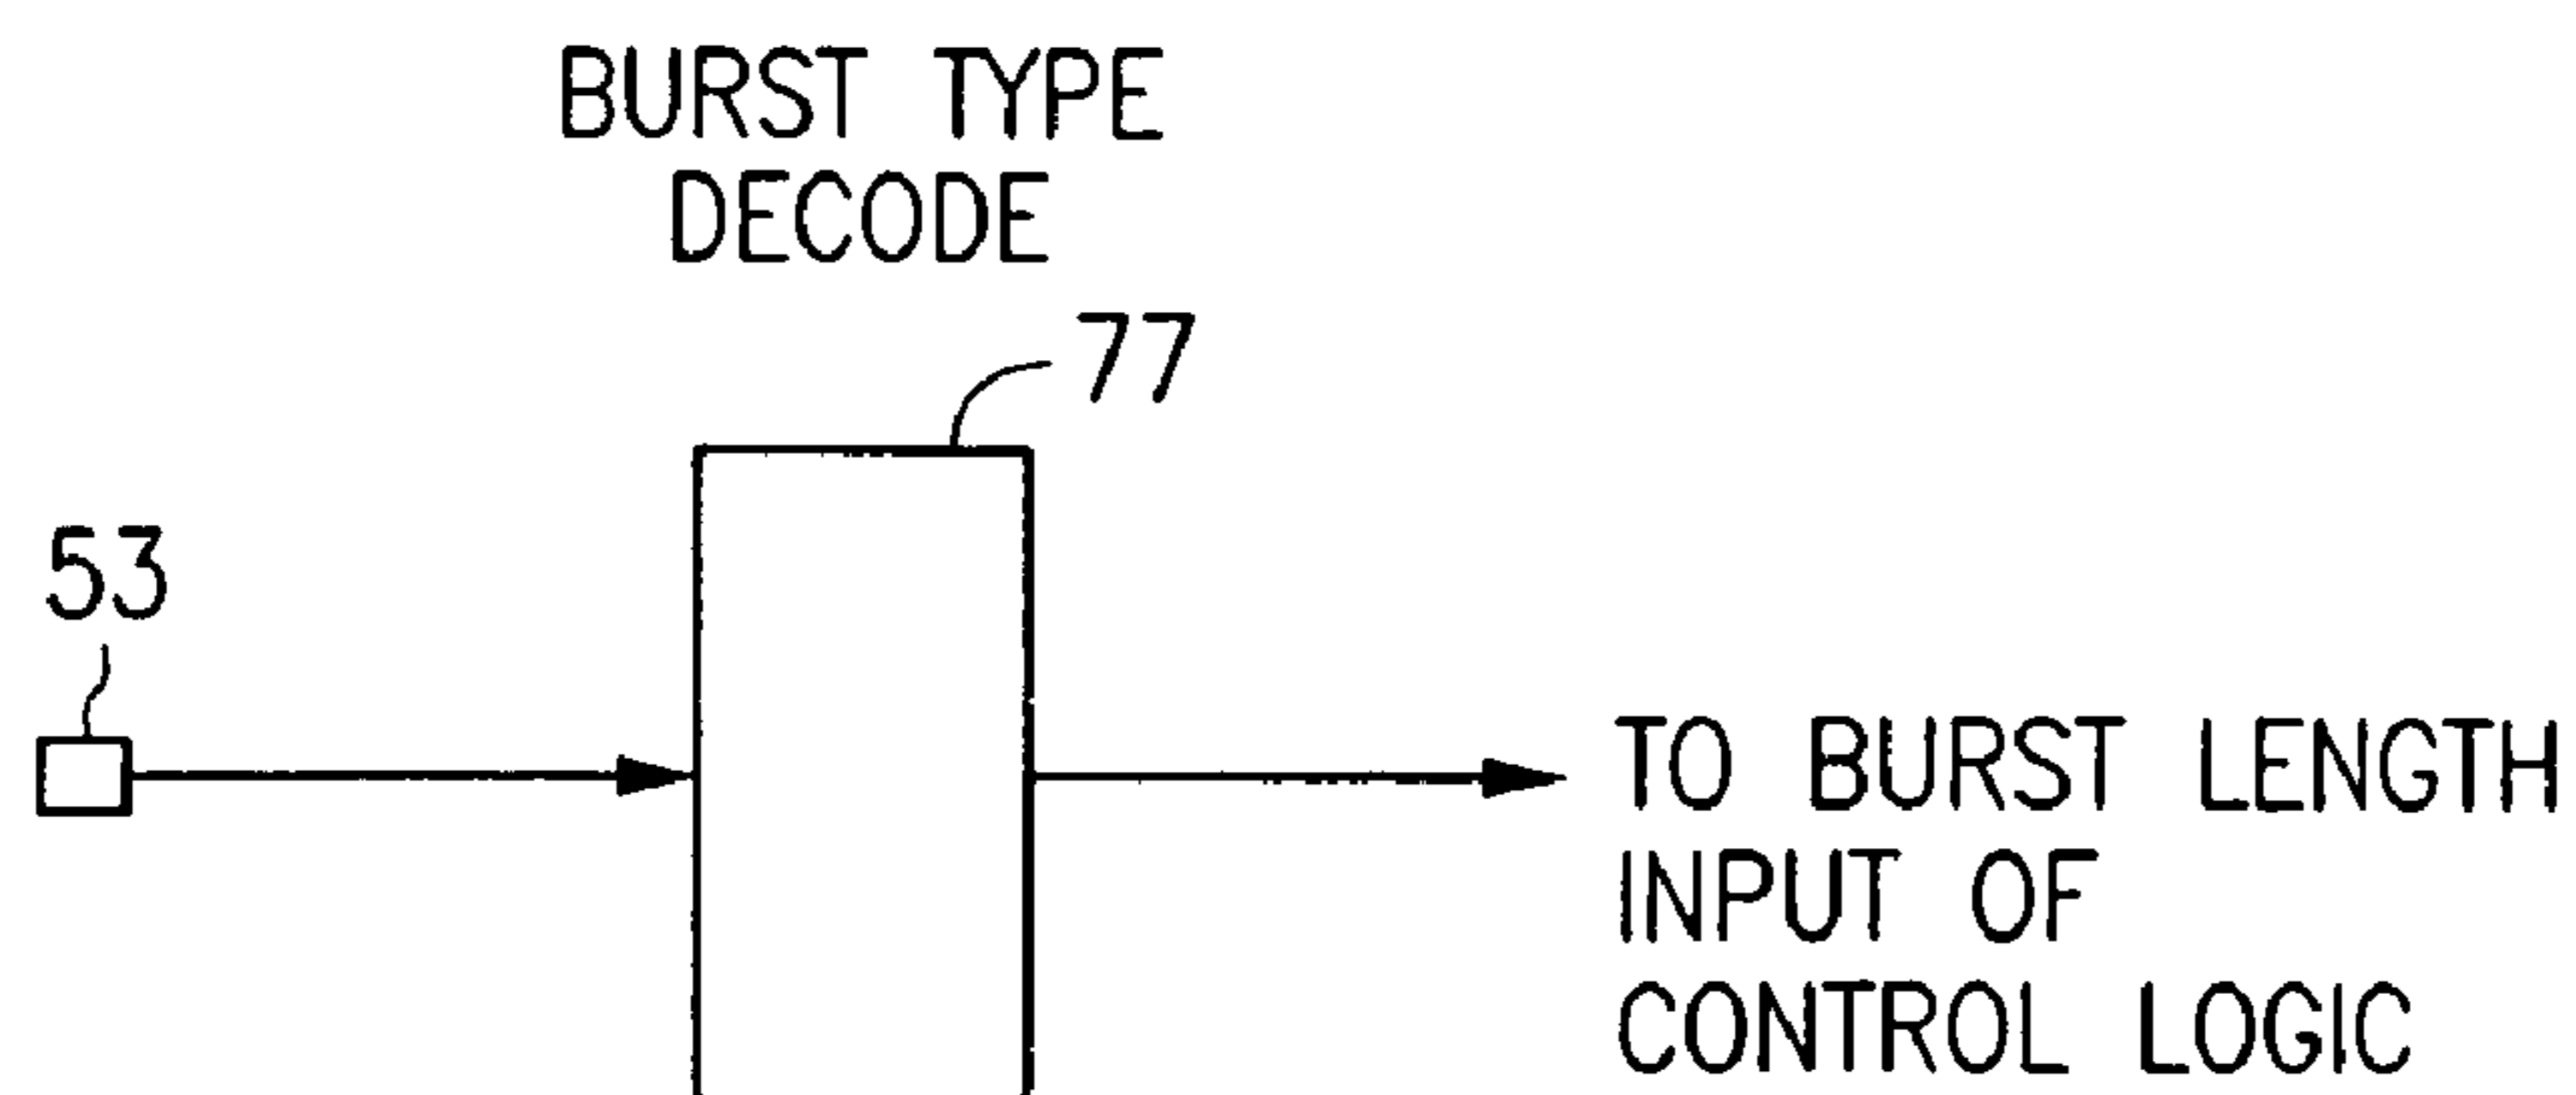 BURST TYPE
DECODE
77
53
TO BURST LENGTH
INPUT OF
CONTROL LOGIC